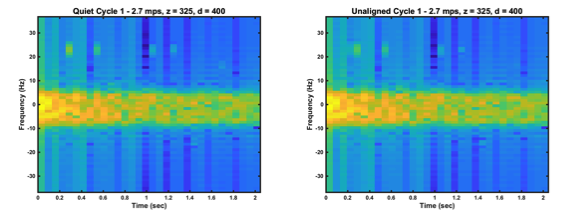 Quiet Cycle 1 - 2.7 mps, z = 325, d = 400
30
20
10
0
-10
-20
-30
Frequency (Hz)
0 0.2 0.4 0.6 0.8 1 1.2 1.4 1.6 1.8 2
Time (sec)
Unaligned Cycle 1 - 2.7 mps, z = 325, d = 400
30
20
10
0
-10
-20
-30
Frequency (Hz)
0 0.2 0.4 0.6 0.8 1 1.2 1.4 1.6 1.8 2
Time (sec)